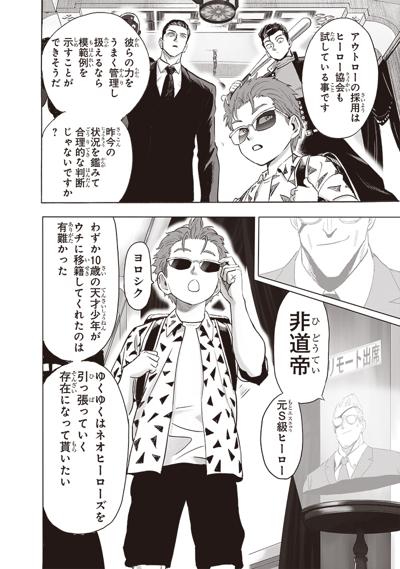 アウトローの採用は
ヒーロー協会も
試している事です
彼らの力を
うまく管理し
扱えるなら
模範例を
示すことが
できそうだ
昨今の
状況を鑑みて
合理的な判断
じゃないですか?
非道帝
元S級ヒーロー
リモート出席
ヨロシク
わずか10歳の天才少年が
ウチに移籍してくれたのは
有難かった
ゆくゆくはネオヒーローズを
引っ張っていく
存在になって貰いたい